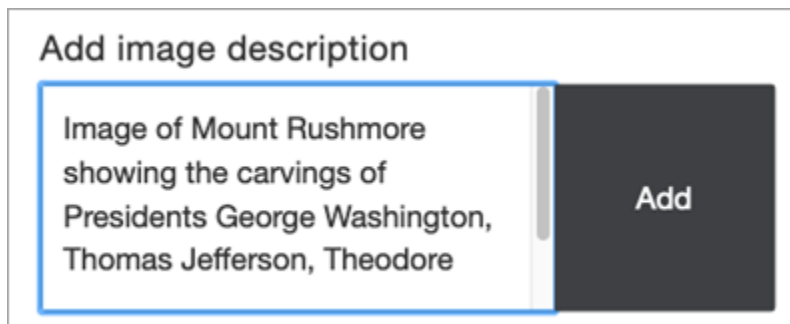 Add image description
Image of Mount Rushmore
showing the carvings of
Presidents George Washington,
Thomas Jefferson, Theodore
Add